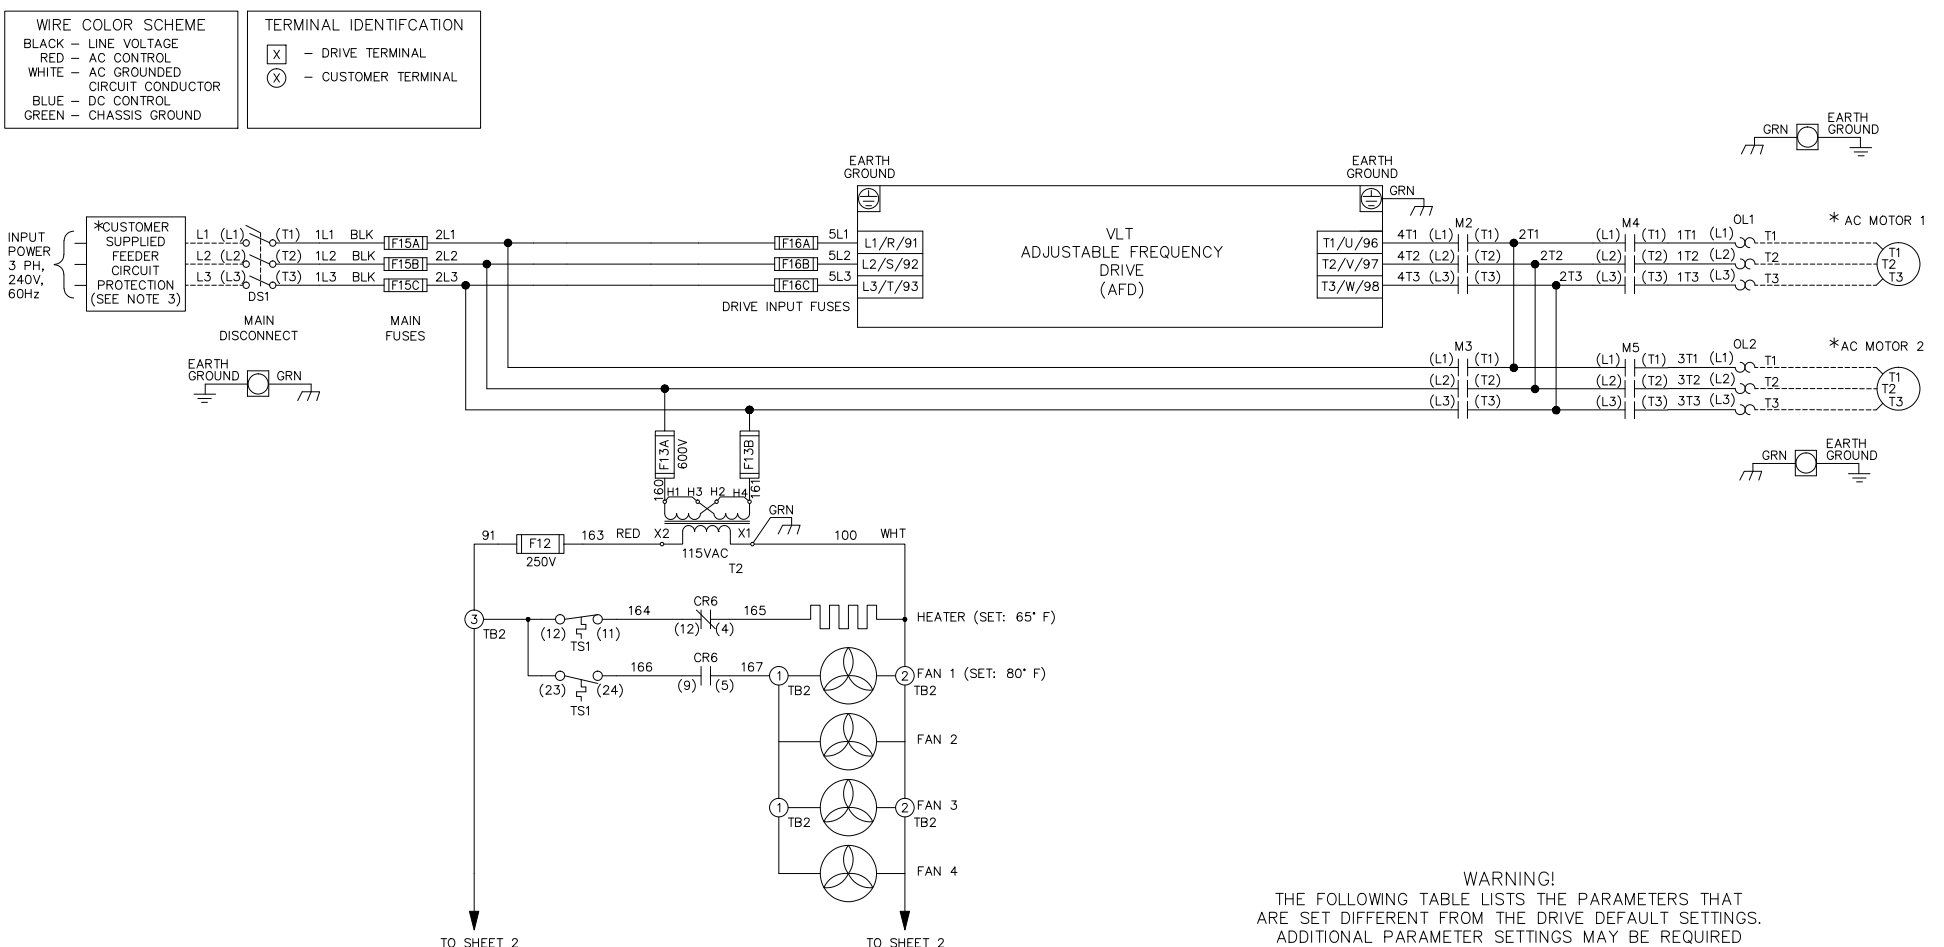 WIRE COLOR SCHEME
BLACK – LINE VOLTAGE
RED – AC CONTROL
WHITE – AC GROUNDED
CIRCUIT CONDUCTOR
BLUE – DC CONTROL
GREEN – CHASSIS GROUND
TERMINAL IDENTIFCATION
X – DRIVE TERMINAL
X – CUSTOMER TERMINAL
GRN
EARTH
GROUND
INPUT
POWER
3 PH,
240V,
60Hz
*CUSTOMER
SUPPLIED
FEEDER
CIRCUIT
PROTECTION
(SEE NOTE 3)
L1 (L1) (T1) 1L1 BLK F15A 2L1
L2 (L2) (T2) 1L2 BLK F15B 2L2
L3 (L3) (T3) 1L3 BLK F15C 2L3
DS1
MAIN
DISCONNECT
MAIN
FUSES
EARTH
GROUND
GRN
F16A 5L1
F16B 5L2
F16C 5L3
DRIVE INPUT FUSES
EARTH
GROUND
L1/R/91
L2/S/92
L3/T/93
VLT
ADJUSTABLE FREQUENCY
DRIVE
(AFD)
EARTH
GROUND
GRN
T1/U/96
T2/V/97
T3/W/98
M2
M4
OL1
* AC MOTOR 1
4T1 (L1) (T1) 2T1 (L1) (T1) 1T1 (L1) T1
4T2 (L2) (T2) 2T2 (L2) (T2) 1T2 (L2) T2
4T3 (L3) (T3) 2T3 (L3) (T3) 1T3 (L3) T3
T1
T2
T3
M3
M5
OL2
* AC MOTOR 2
(L1) (T1) (L1) (T1) 3T1 (L1) T1
(L2) (T2) (L2) (T2) 3T2 (L2) T2
(L3) (T3) (L3) (T3) 3T3 (L3) T3
T1
T2
T3
GRN
EARTH
GROUND
F13A
600V
F13B
160
H1 H3 H2 H4
161
GRN
91 F12 163 RED X2 X1 100 WHT
250V
115VAC
T2
3
TB2
164
CR6
165
HEATER (SET: 65° F)
(12) (11)
TS1
(12) (4)
166
CR6
167
1
TB2
2
TB2
FAN 1 (SET: 80° F)
(23) (24)
TS1
(9) (5)
FAN 2
1
TB2
2
TB2
FAN 3
FAN 4
TO SHEET 2
TO SHEET 2
WARNING!
THE FOLLOWING TABLE LISTS THE PARAMETERS THAT
ARE SET DIFFERENT FROM THE DRIVE DEFAULT SETTINGS.
ADDITIONAL PARAMETER SETTINGS MAY BE REQUIRED